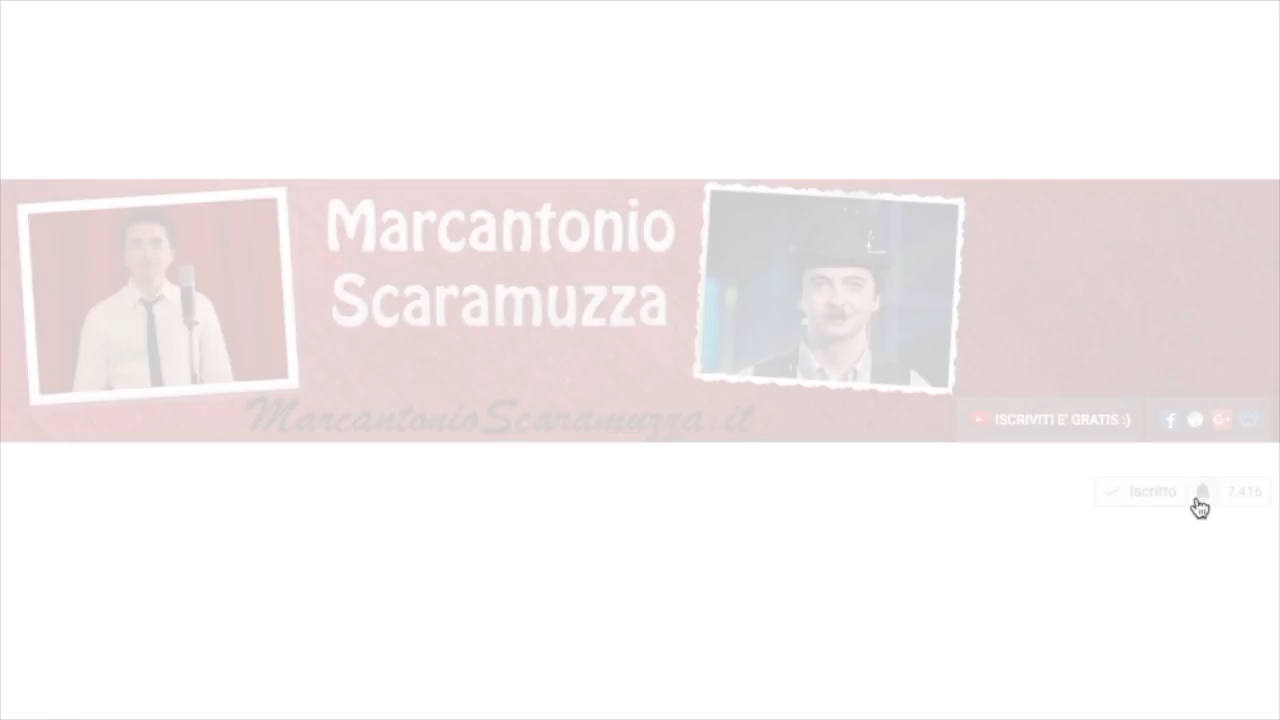 Marcantonio
Scaramuzza
MarcantonioScaramuzza.it
ISCRIVITI E' GRATIS :)
Iscritto 7,416